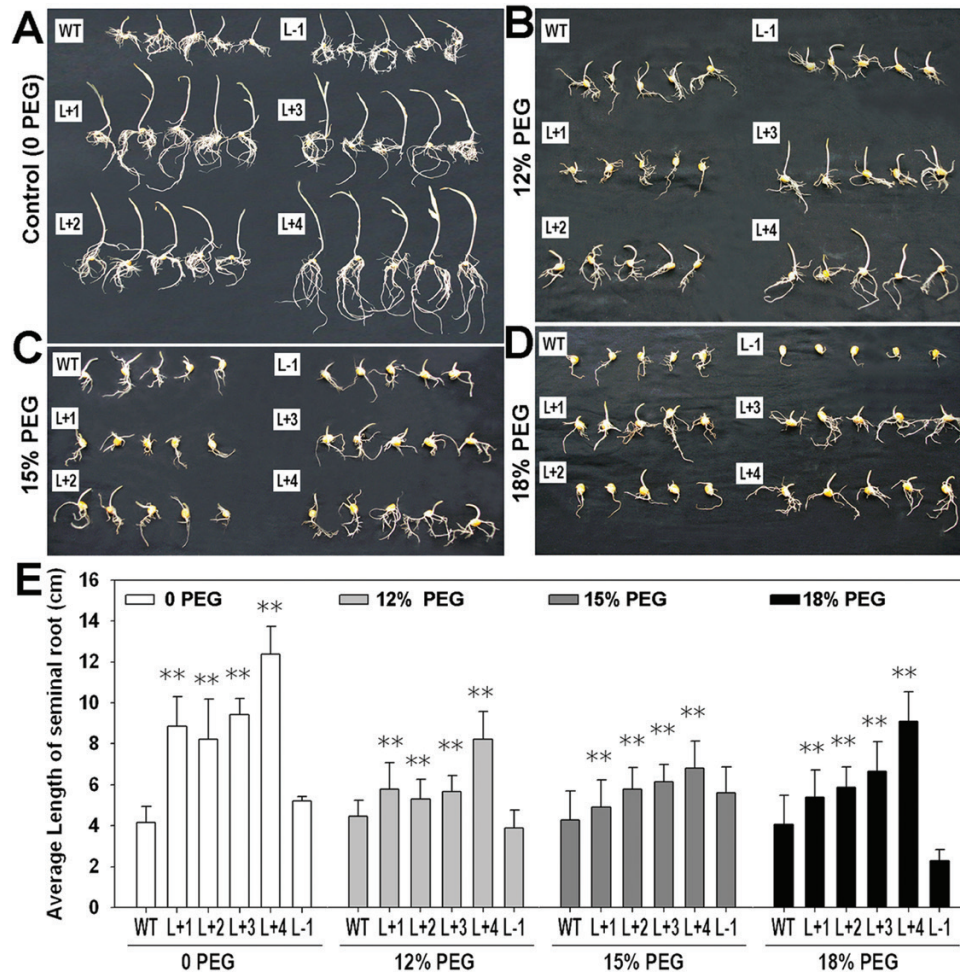 A
WT
L-1
L+1
L+3
L+2
L+4
Control (0 PEG)
B
WT
L-1
L+1
L+3
L+2
L+4
12% PEG
C
WT
L-1
L+1
L+3
L+2
L+4
15% PEG
D
WT
L-1
L+1
L+3
L+2
L+4
18% PEG
E
Average Length of seminal root (cm)
16
14
12
10
8
6
4
2
0
0 PEG 12% PEG 15% PEG 18% PEG
** ** ** ** ** ** ** ** ** ** ** ** ** ** ** **
WT L+1 L+2 L+3 L+4 L-1 WT L+1 L+2 L+3 L+4 L-1 WT L+1 L+2 L+3 L+4 L-1 WT L+1 L+2 L+3 L+4 L-1
0 PEG 12% PEG 15% PEG 18% PEG